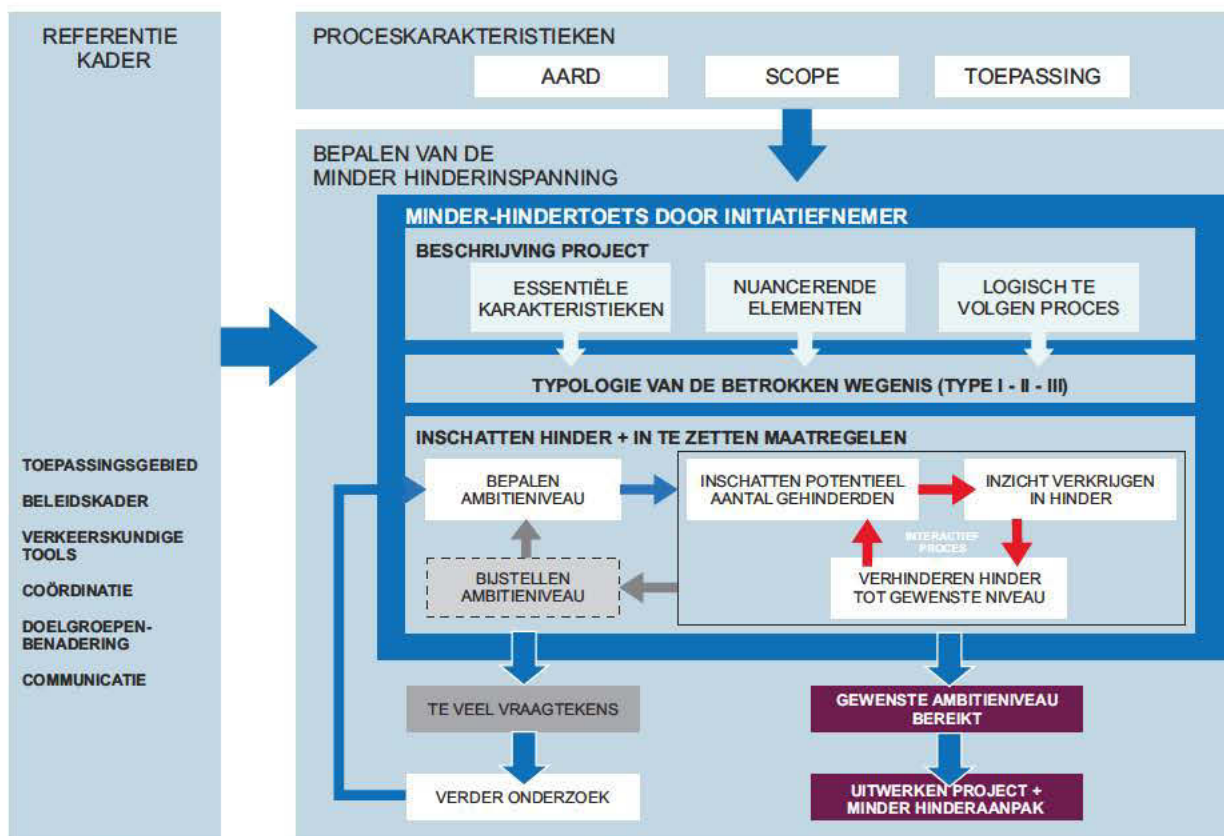 REFERENTIE
KADER
TOEPASSINGSGEBIED
BELEIDSKADER
VERKEERSKUNDIGE
TOOLS
COÖRDINATIE
DOELGROEPEN-
BENADERING
COMMUNICATIE
PROCESKARAKTERISTIEKEN
AARD
SCOPE
TOEPASSING
BEPALEN VAN DE
MINDER HINDERINSPANNING
MINDER-HINDERTOETS DOOR INITIATIEFNEMER
BESCHRIJVING PROJECT
ESSENTIËLE
KARAKTERISTIEKEN
NUANCERENDE
ELEMENTEN
LOGISCH TE
VOLGEN PROCES
TYPOLOGIE VAN DE BETROKKEN WEGENIS (TYPE I - II - III)
INSCHATTEN HINDER + IN TE ZETTEN MAATREGELEN
BEPALEN
AMBITIENIVEAU
INSCHATTEN POTENTIEEL
AANTAL GEHINDERDEN
INZICHT VERKRIJGEN
IN HINDER
INTERACTIEF
PROCES
BIJSTELLEN
AMBITIENIVEAU
VERHINDEREN HINDER
TOT GEWENSTE NIVEAU
TE VEEL VRAAGTEKENS
GEWENSTE AMBITIENIVEAU
BEREIKT
VERDER ONDERZOEK
UITWERKEN PROJECT +
MINDER HINDERAANPAK